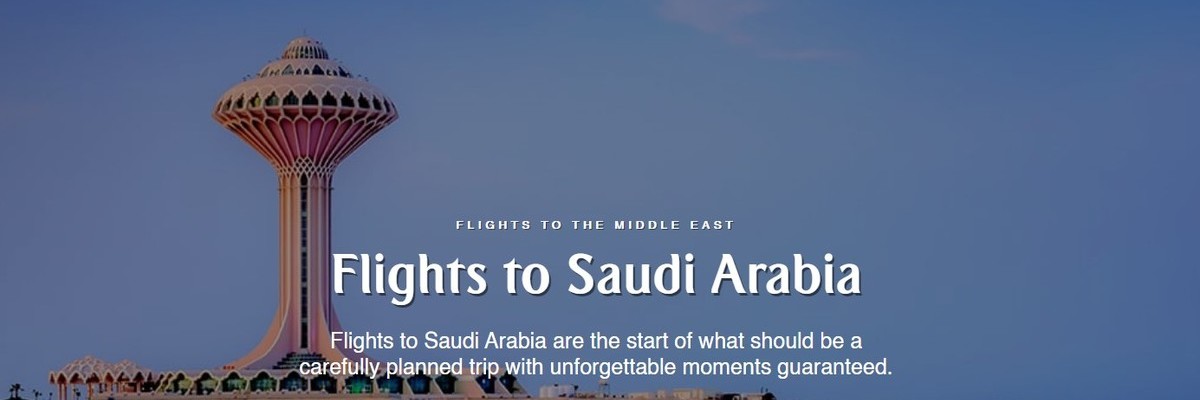 FLIGHTS TO THE MIDDLE EAST
Flights to Saudi Arabia
Flights to Saudi Arabia are the start of what should be a
carefully planned trip with unforgettable moments guaranteed.